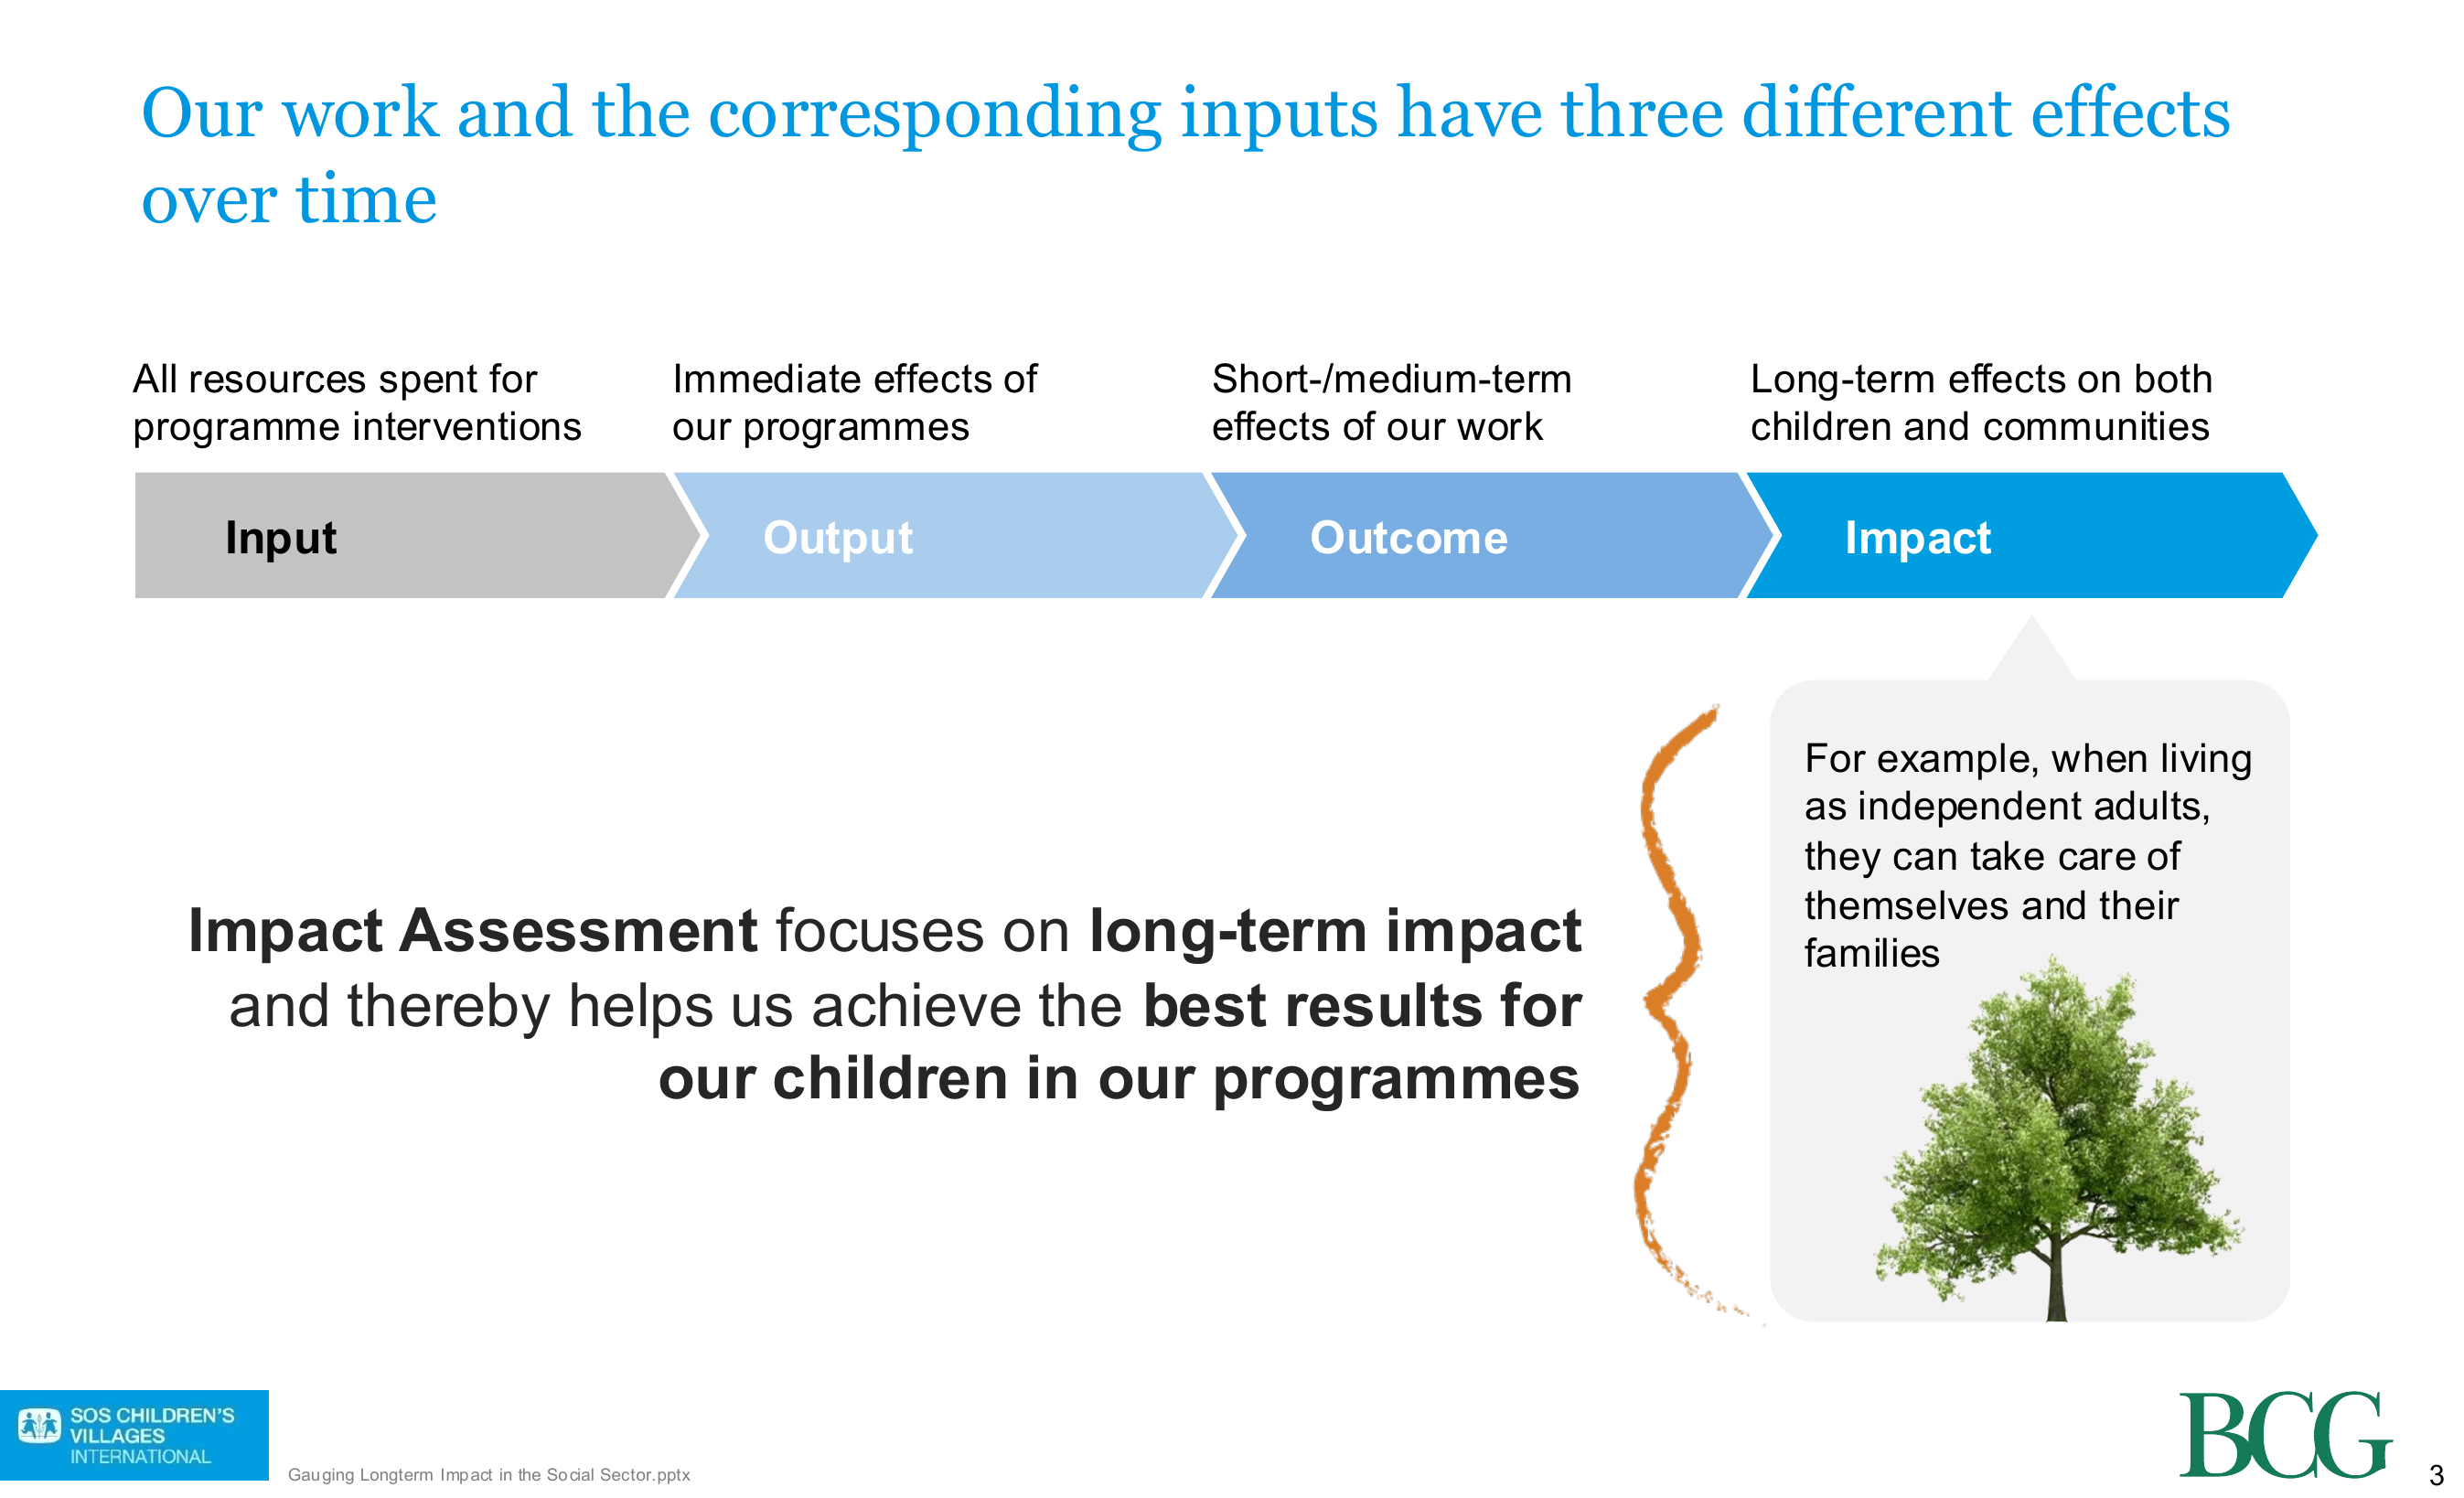 Our work and the corresponding inputs have three different effects
over time
All resources spent for
programme interventions
Immediate effects of
our programmes
Short-/medium-term
effects of our work
Long-term effects on both
children and communities
Input
Output
Outcome
Impact
For example, when living
as independent adults,
they can take care of
themselves and their
families
Impact Assessment focuses on long-term impact
and thereby helps us achieve the best results for
our children in our programmes
SOS CHILDREN'S
VILLAGES
INTERNATIONAL
Gauging Longterm Impact in the Social Sector.pptx
BCG
3